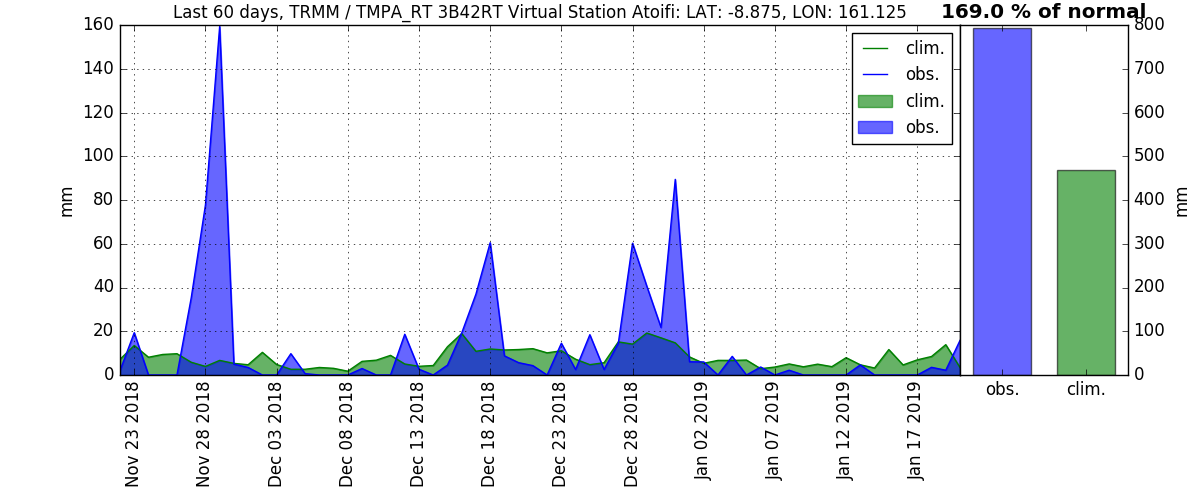 Last 60 days, TRMM / TMPA_RT 3B42RT Virtual Station Atoifi: LAT: -8.875, LON: 161.125
169.0 % of normal
160
140
120
100
80
60
40
20
0
mm
clim.
obs.
clim.
obs.
800
700
600
500
400
300
200
100
0
mm
obs.
clim.
Nov 23 2018
Nov 28 2018
Dec 03 2018
Dec 08 2018
Dec 13 2018
Dec 18 2018
Dec 23 2018
Dec 28 2018
Jan 02 2019
Jan 07 2019
Jan 12 2019
Jan 17 2019